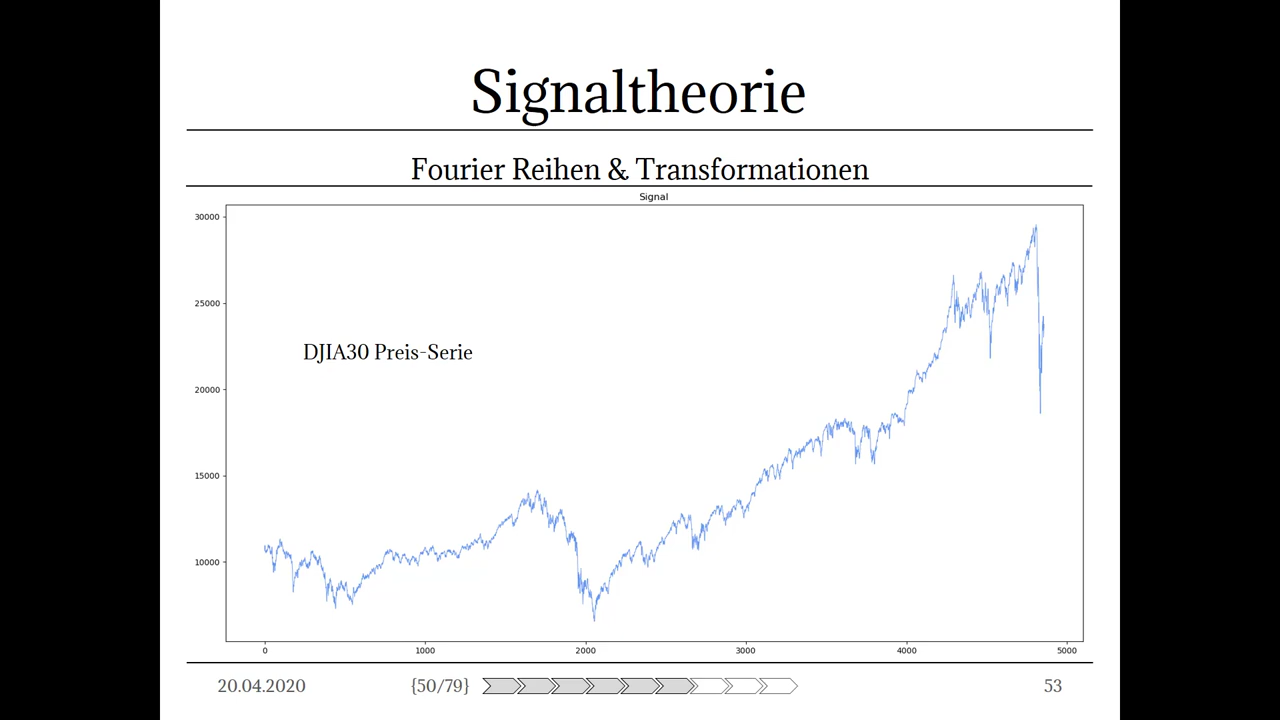 Signaltheorie
Fourier Reihen & Transformationen
Signal
30000
25000
DJIA30 Preis-Serie
20000
15000
10000
0 1000 2000 3000 4000 5000
20.04.2020 {50/79} 53